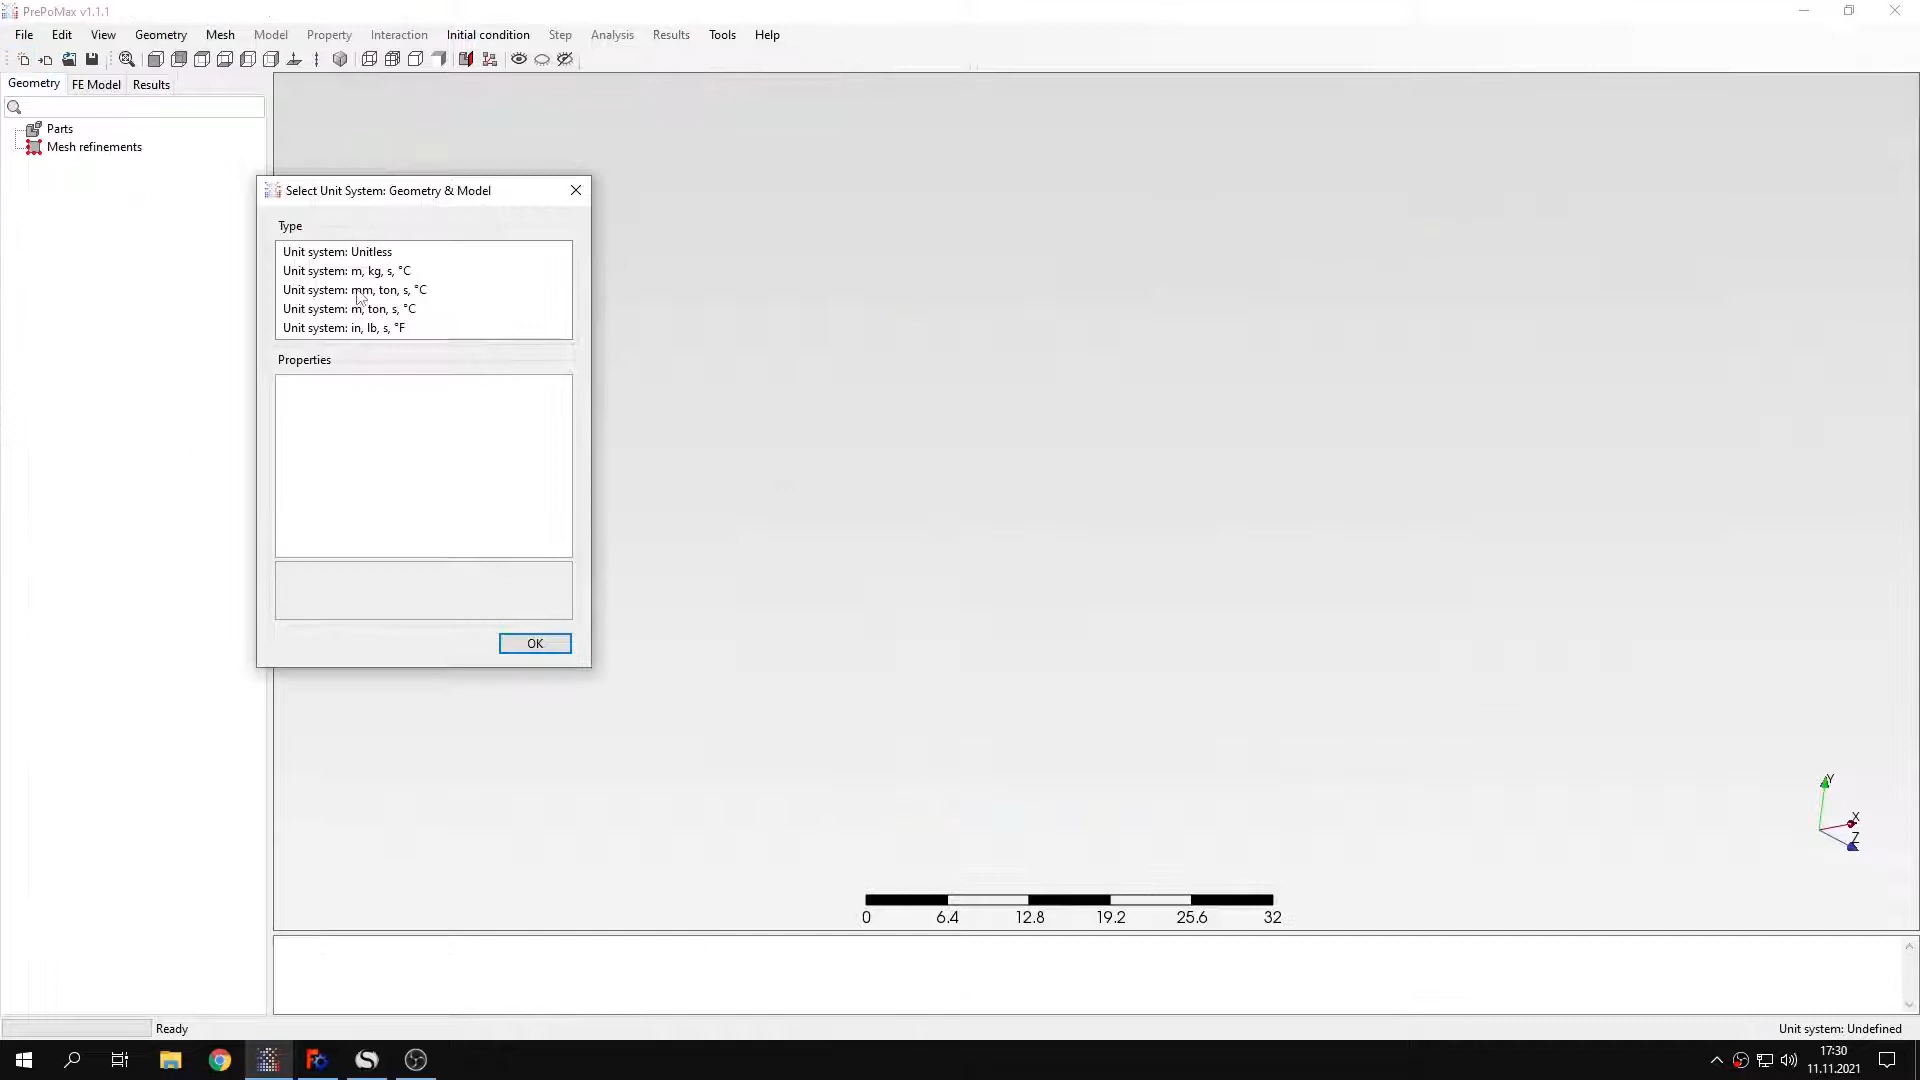 PrePoMax v1.1.1
File Edit View Geometry Mesh Model Property Interaction Initial condition Step Analysis Results Tools Help
Geometry FE Model Results
Parts
Mesh refinements
Select Unit System: Geometry & Model
Type
Unit system: Unitless
Unit system: m, kg, s, °C
Unit system: mm, ton, s, °C
Unit system: m, ton, s, °C
Unit system: in, lb, s, °F
Properties
OK
Y
X
Z
0 6.4 12.8 19.2 25.6 32
Ready
Unit system: Undefined
17:30
11.11.2021